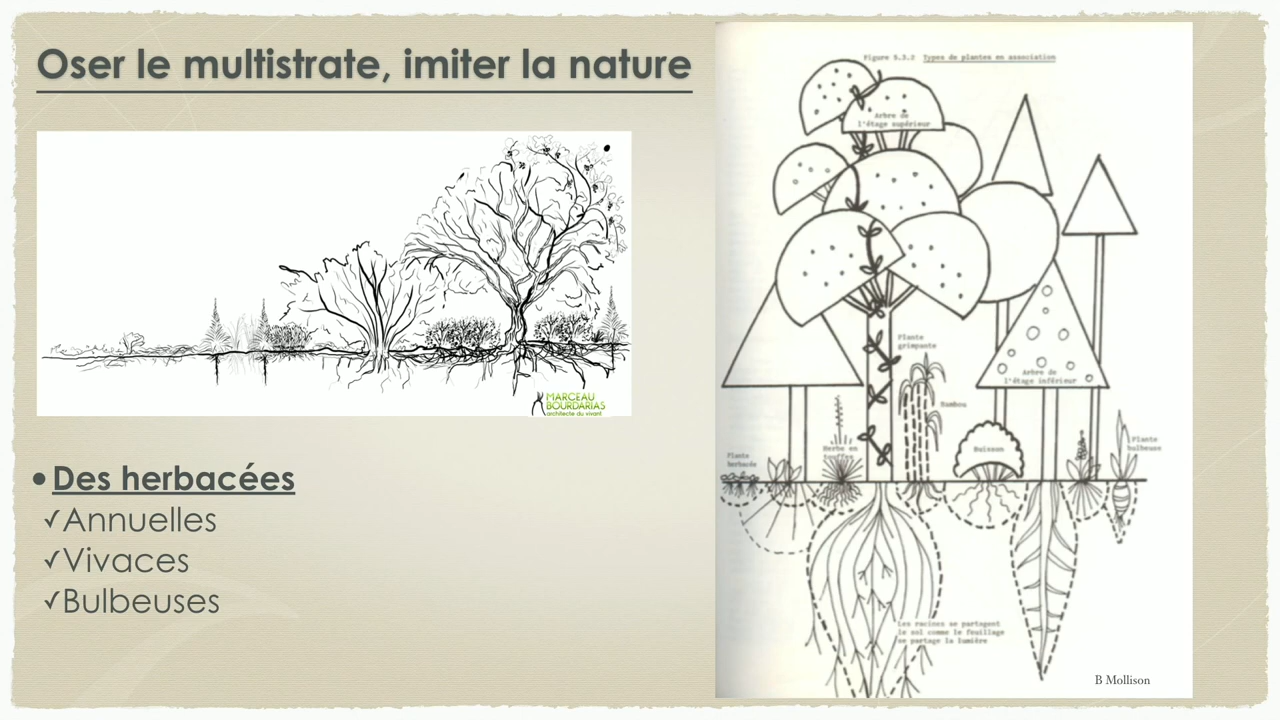 Oser le multistrate, imiter la nature
MARCEAU
BOURDARIAS
architecte du vivant
• Des herbacées
✓Annuelles
✓Vivaces
✓Bulbeuses
Figure 5.3.2 Types de plantes en association
Arbre de
l'étage supérieur
Plante
grimpante
Arbre de
l'étage inférieur
Bambou
Plante
herbacée
Herbe en
touffes
Buisson
Plante
bulbeuse
Les racines se partagent
le sol comme le feuillage
se partage la lumière
B Mollison